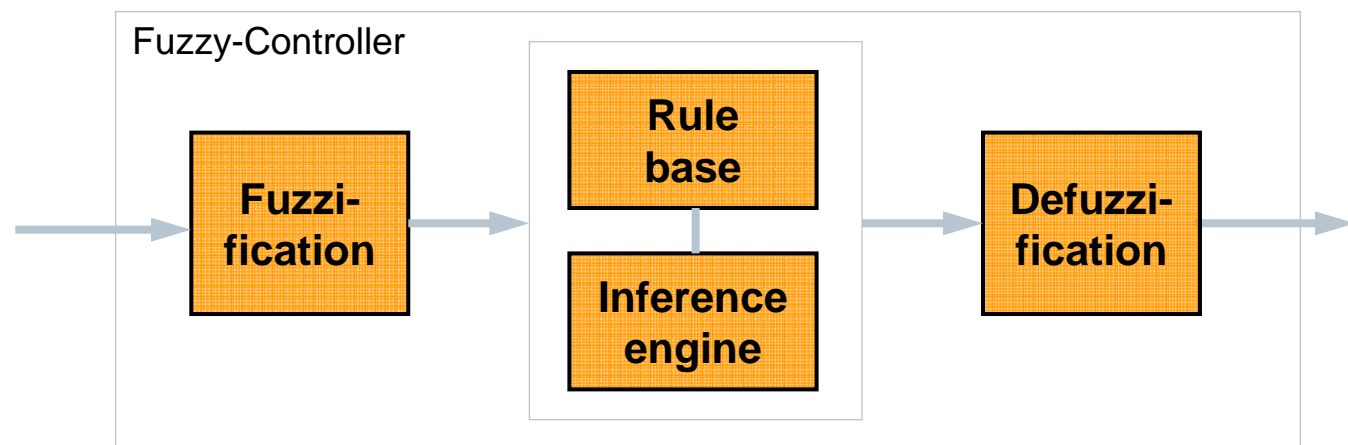 Fuzzy-Controller
Fuzzi-
fication
Rule
base
Inference
engine
Defuzzi-
fication